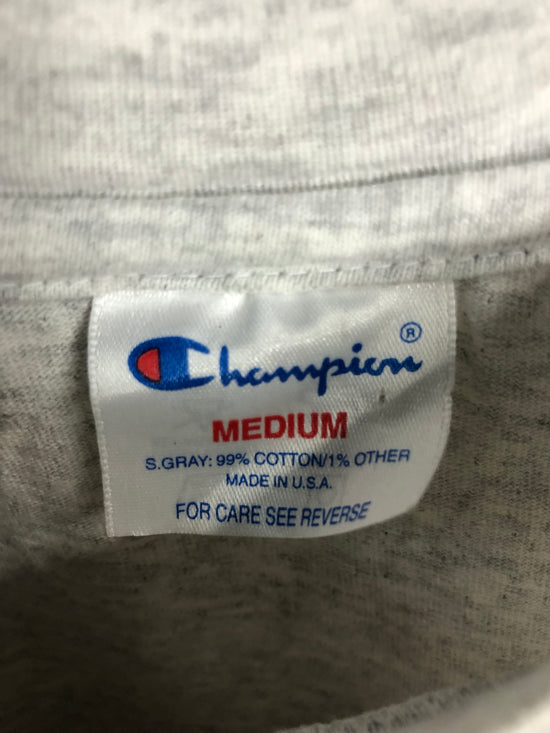 Champion®
MEDIUM
S.GRAY: 99% COTTON/1% OTHER
MADE IN U.S.A.
FOR CARE SEE REVERSE